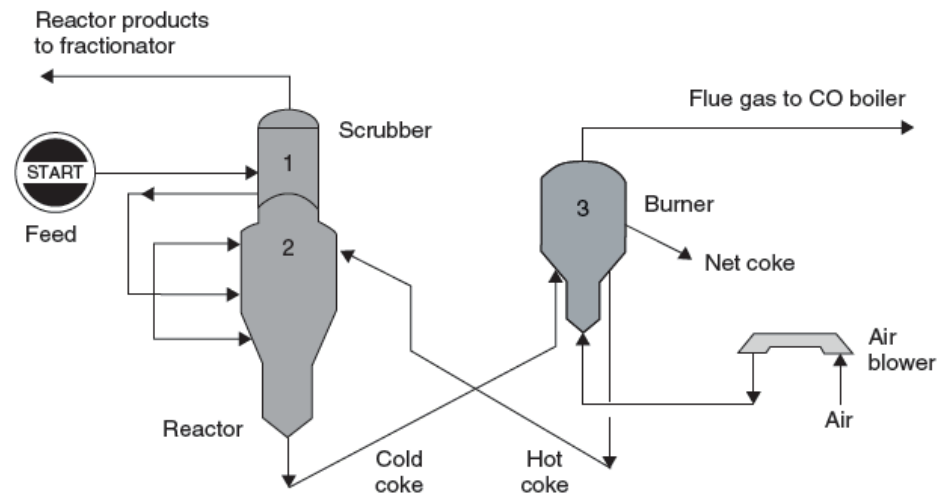 Reactor products
to fractionator
Flue gas to CO boiler
Scrubber
1
START
3
Burner
Feed
2
Net coke
Air
blower
Reactor
Cold
coke
Hot
coke
Air